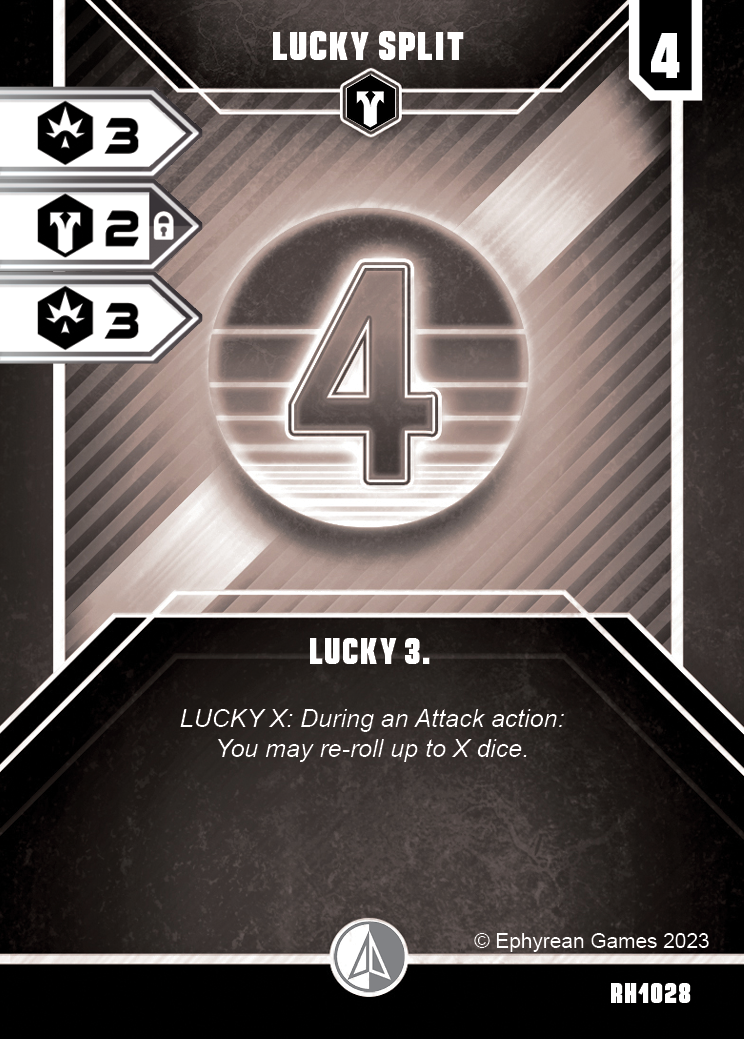 LUCKY SPLIT
4
3
2
3
4
LUCKY 3.
LUCKY X: During an Attack action:
You may re-roll up to X dice.
© Ephyrean Games 2023
RH1028